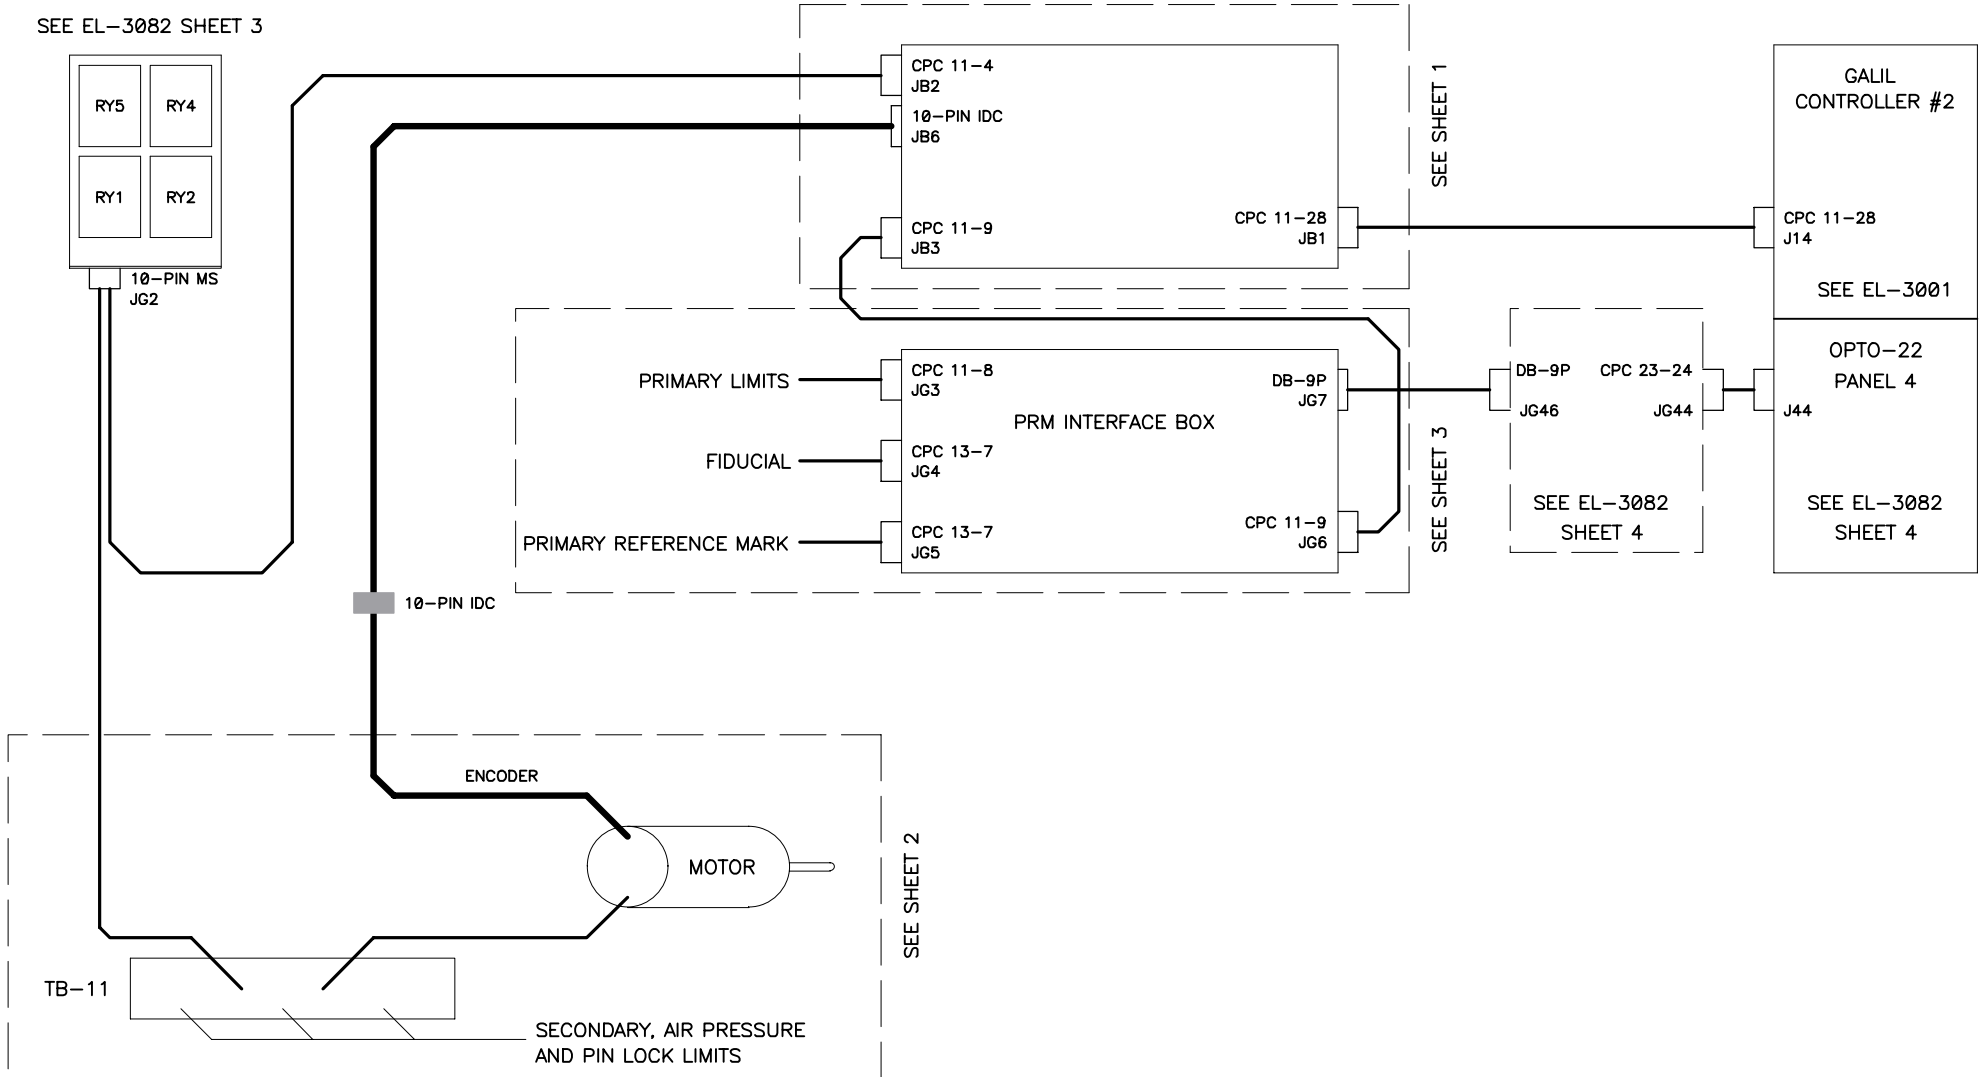 SEE EL-3082 SHEET 3
RY5
RY4
RY1
RY2
10-PIN MS
JG2
CPC 11-4
JB2
10-PIN IDC
JB6
CPC 11-9
JB3
CPC 11-28
JB1
SEE SHEET 1
GALIL
CONTROLLER #2
CPC 11-28
J14
SEE EL-3001
PRIMARY LIMITS
FIDUCIAL
PRIMARY REFERENCE MARK
CPC 11-8
JG3
CPC 13-7
JG4
CPC 13-7
JG5
PRM INTERFACE BOX
DB-9P
JG7
CPC 11-9
JG6
SEE SHEET 3
DB-9P
JG46
CPC 23-24
JG44
SEE EL-3082
SHEET 4
OPTO-22
PANEL 4
J44
SEE EL-3082
SHEET 4
10-PIN IDC
ENCODER
MOTOR
SEE SHEET 2
TB-11
SECONDARY, AIR PRESSURE
AND PIN LOCK LIMITS